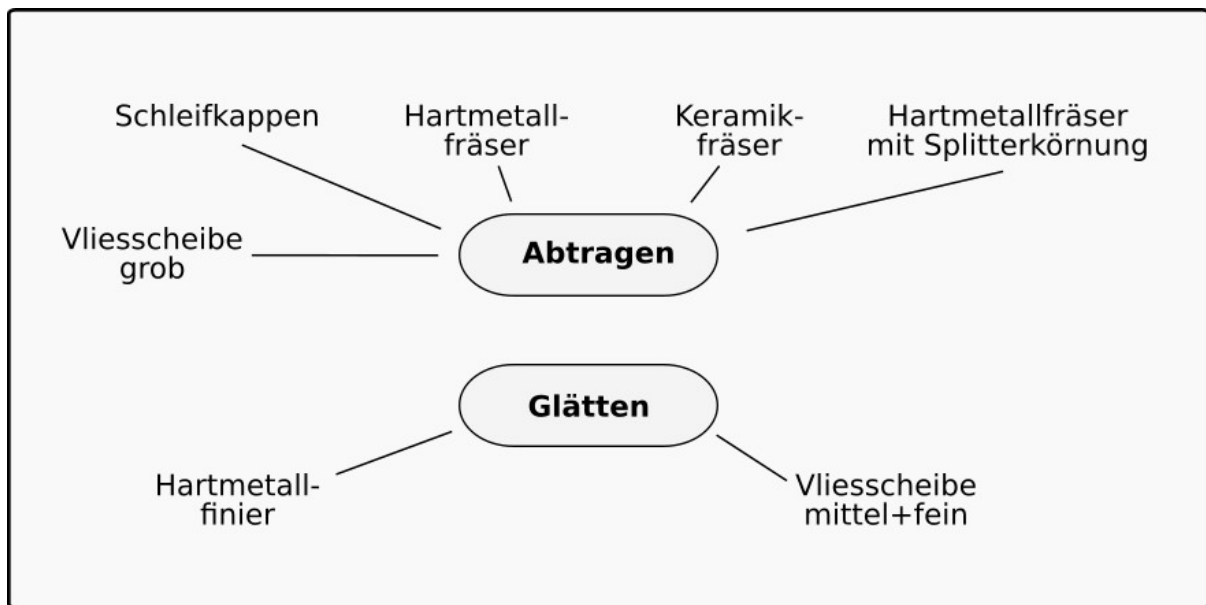 Schleifkappen
Hartmetall-
fräser
Keramik-
fräser
Hartmetallfräser
mit Splitterkörnung
Vliesscheibe
grob
Abtragen
Glätten
Hartmetall-
finier
Vliesscheibe
mittel+fein